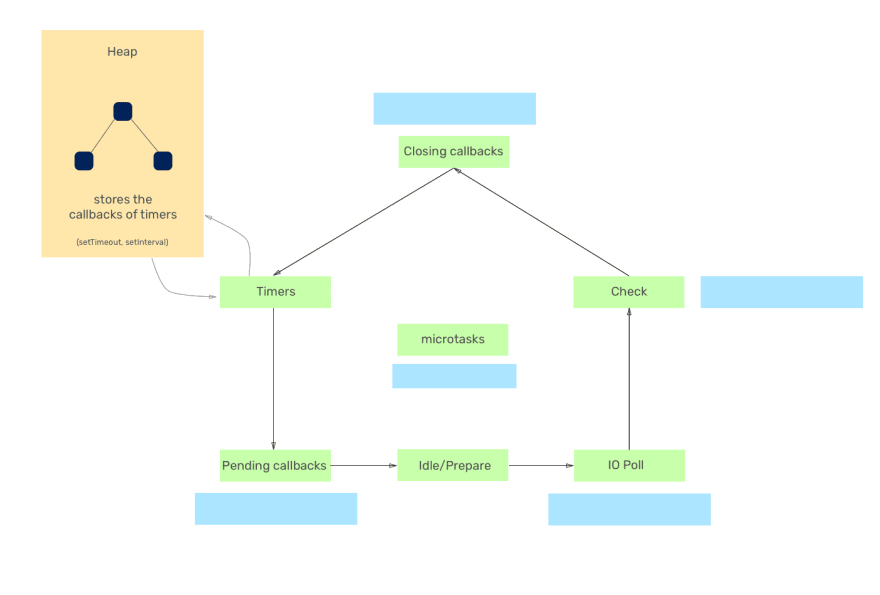 Heap
stores the
callbacks of timers
(setTimeout, setInterval)
Closing callbacks
Timers
Check
microtasks
Pending callbacks
Idle/Prepare
IO Poll